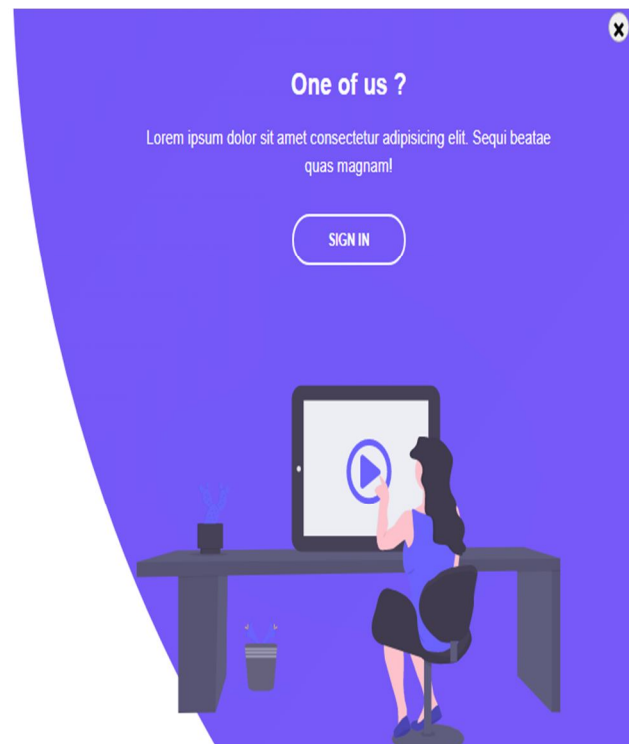 One of us ?
Lorem ipsum dolor sit amet consectetur adipisicing elit. Sequi beatae
quas magnam!
SIGN IN